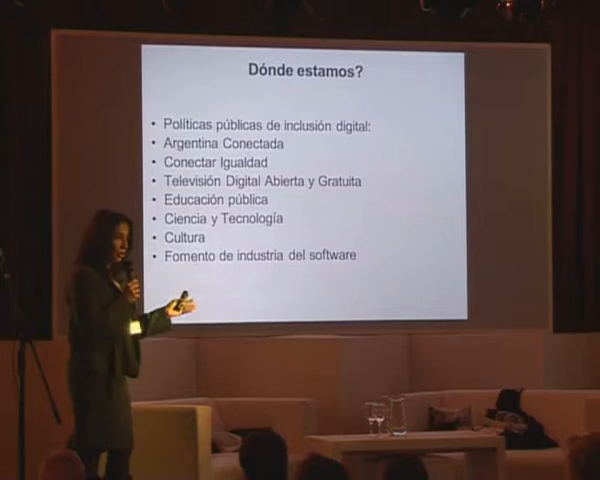 Dónde estamos?
• Políticas públicas de inclusión digital:
• Argentina Conectada
• Conectar Igualdad
• Televisión Digital Abierta y Gratuita
• Educación pública
• Ciencia y Tecnología
• Cultura
• Fomento de industria del software